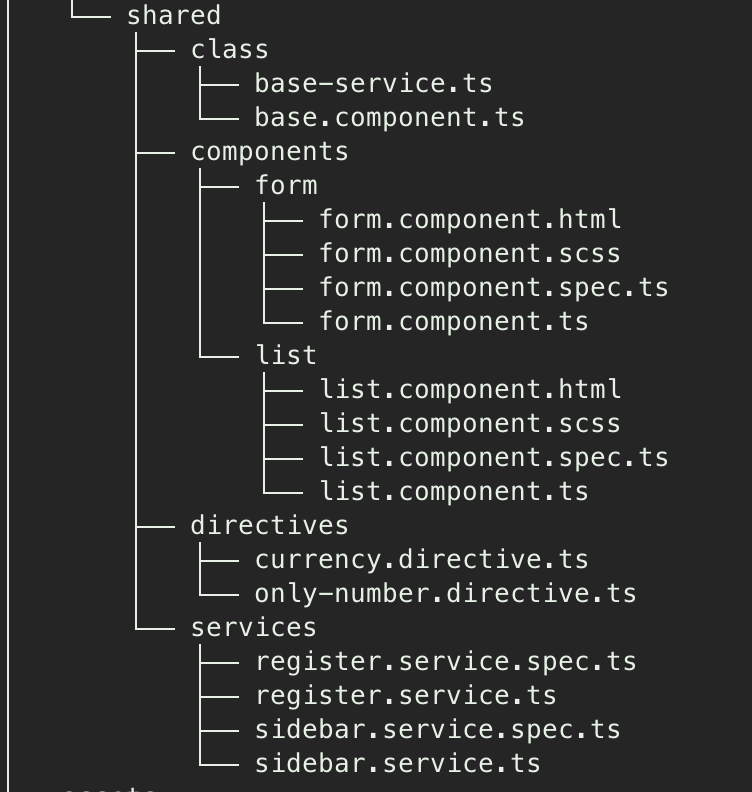 shared
class
base-service.ts
base.component.ts
components
form
form.component.html
form.component.scss
form.component.spec.ts
form.component.ts
list
list.component.html
list.component.scss
list.component.spec.ts
list.component.ts
directives
currency.directive.ts
only-number.directive.ts
services
register.service.spec.ts
register.service.ts
sidebar.service.spec.ts
sidebar.service.ts